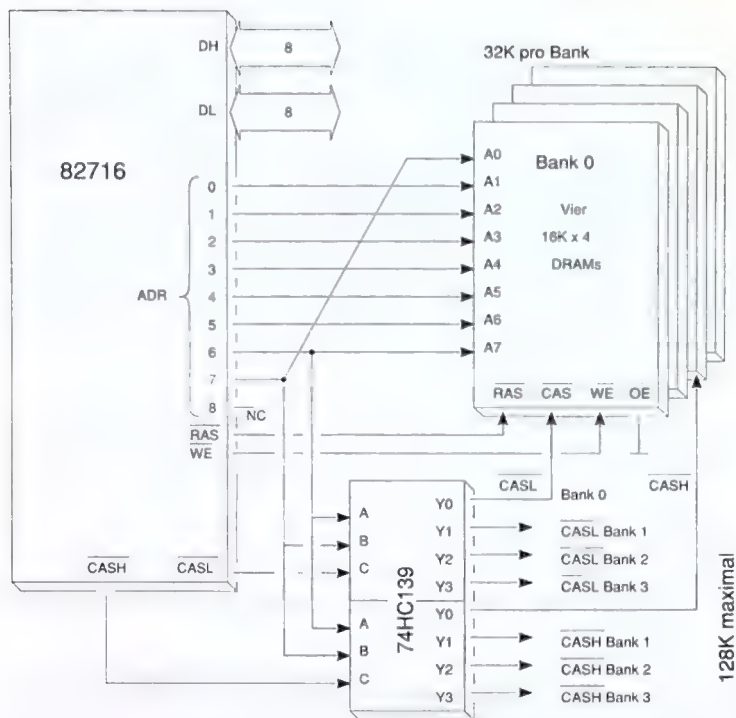 DH
8
DL
8
82716
ADR
0
1
2
3
4
5
6
7
8
NC
RAS
WE
CASH
CASL
32K pro Bank
A0
A1
A2
A3
A4
A5
A6
A7
Bank 0
Vier
16K x 4
DRAMs
RAS
CAS
WE
OE
CASL
Bank 0
CASH
A
B
C
A
B
C
74HC139
Y0
Y1
Y2
Y3
Y0
Y1
Y2
Y3
CASL Bank 1
CASL Bank 2
CASL Bank 3
CASH Bank 1
CASH Bank 2
CASH Bank 3
128K maximal